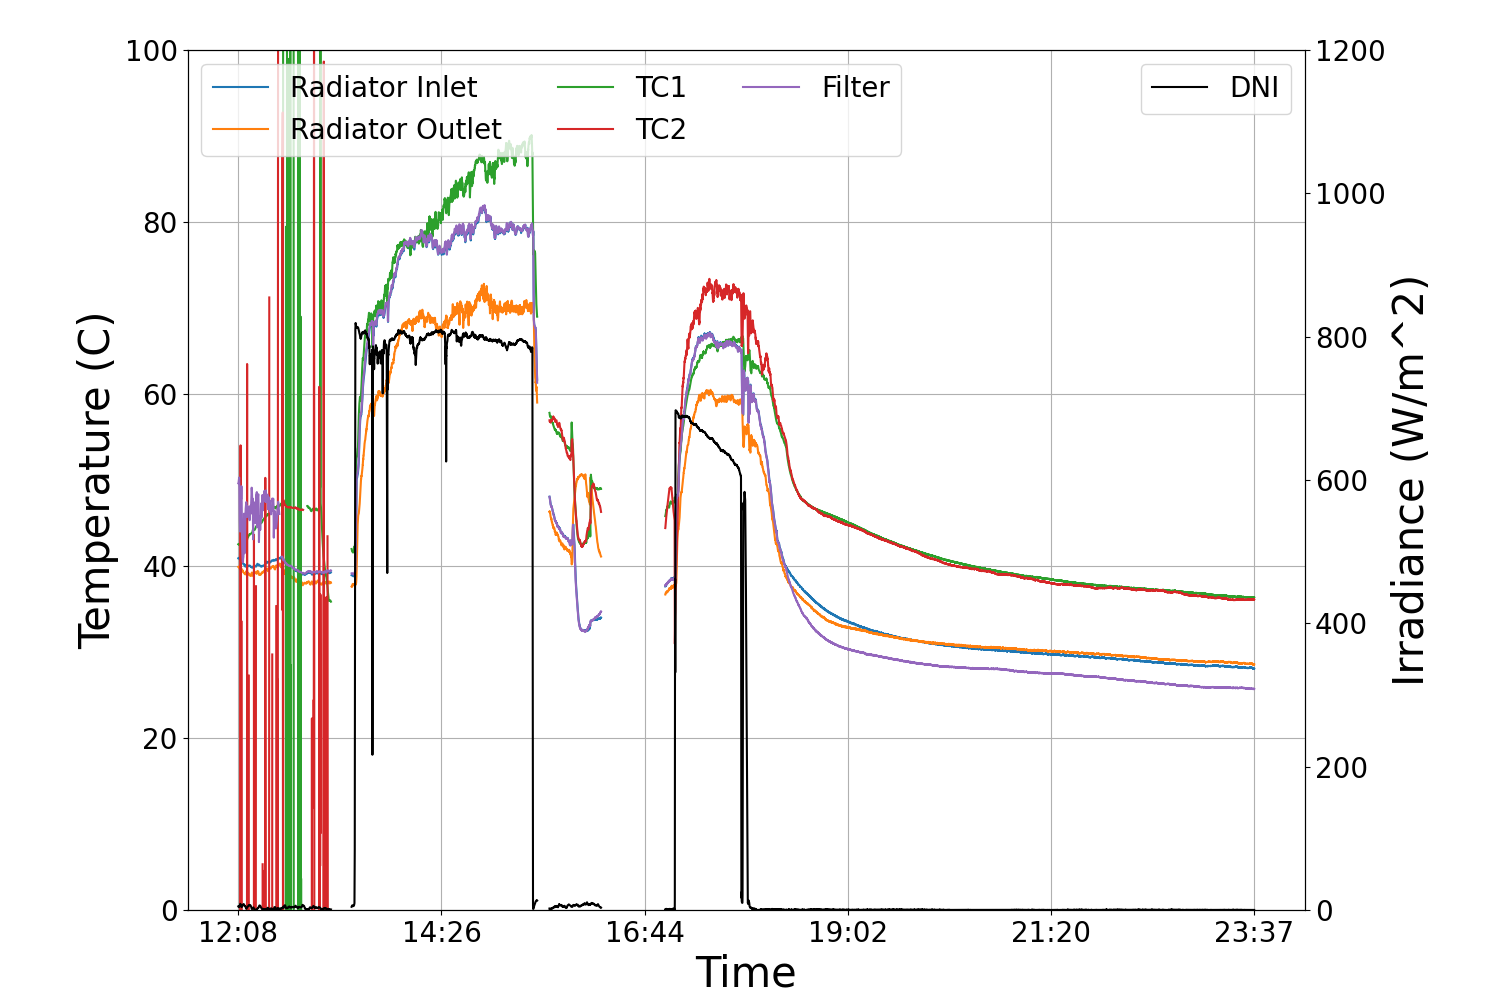 100
80
60
40
20
0
Temperature (C)
Radiator Inlet
Radiator Outlet
TC1
TC2
Filter
DNI
1200
1000
800
600
400
200
0
Irradiance (W/m^2)
12:08
14:26
16:44
19:02
21:20
23:37
Time